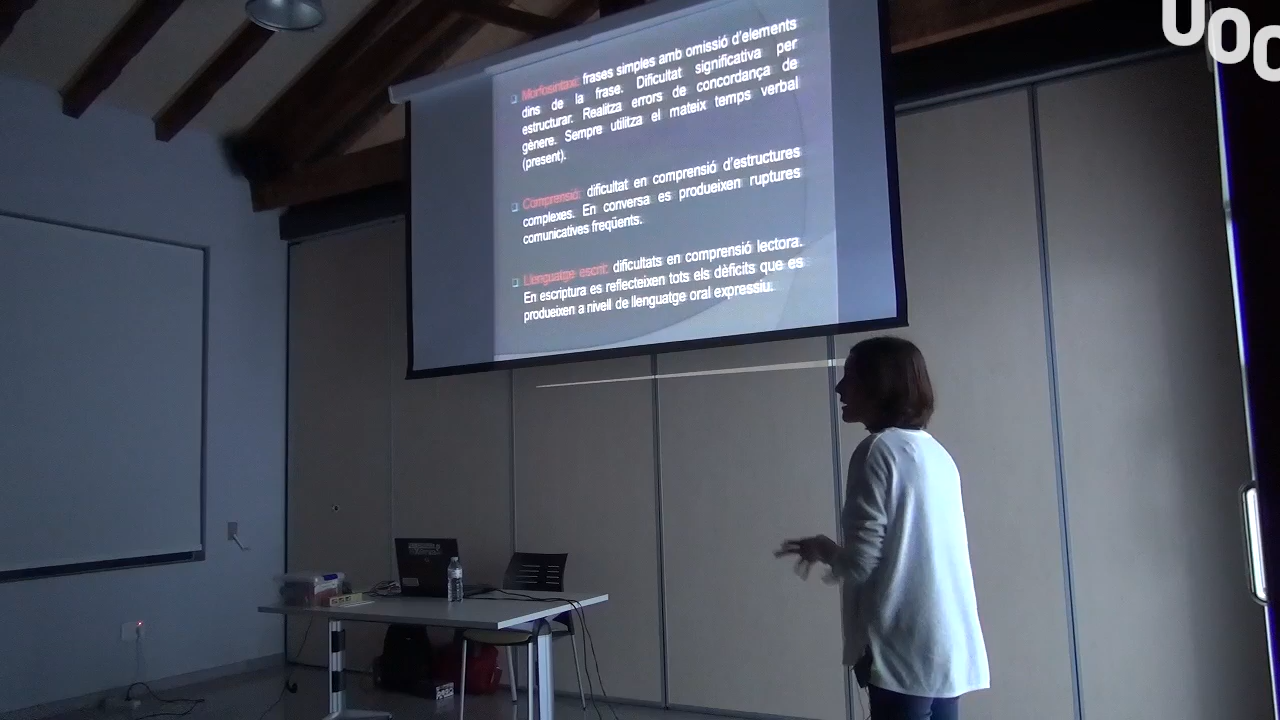 UOC
Morfosintaxi: frases simples amb omissió d'elements
dins de la frase. Dificultat significativa per
estructurar. Realitza errors de concordança de
gènere. Sempre utilitza el mateix temps verbal
(present).
Comprensió: dificultat en comprensió d'estructures
complexes. En conversa es produeixen ruptures
comunicatives freqüents.
Llenguatge escrit: dificultats en comprensió lectora.
En escriptura es reflecteixen tots els dèficits que es
produeixen a nivell de llenguatge oral expressiu.